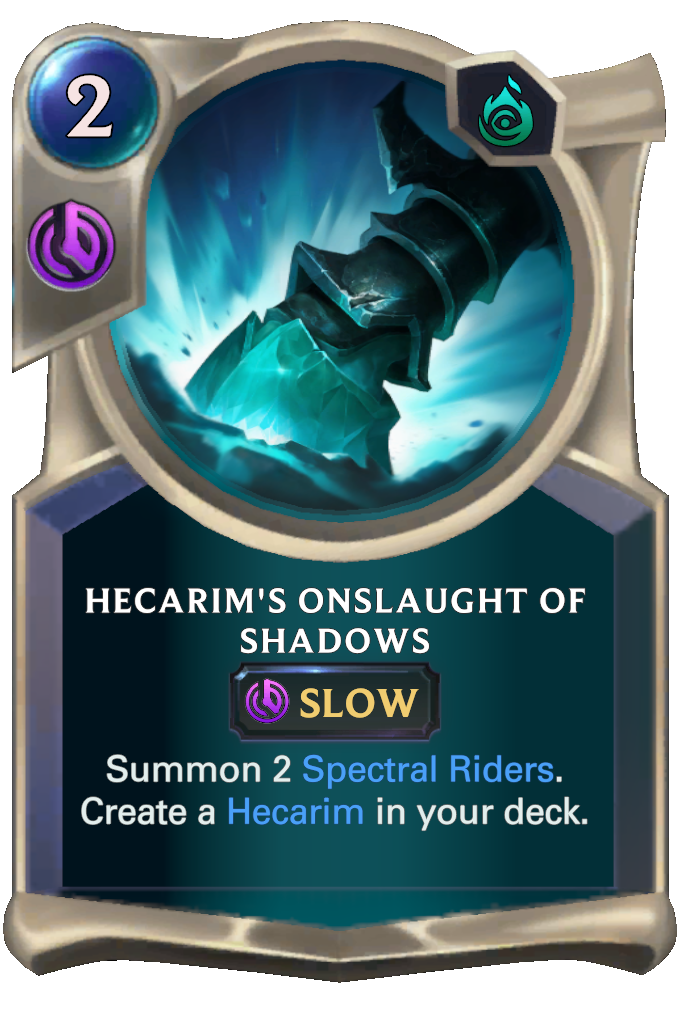 2
HECARIM'S ONSLAUGHT OF
SHADOWS
SLOW
Summon 2 Spectral Riders.
Create a Hecarim in your deck.